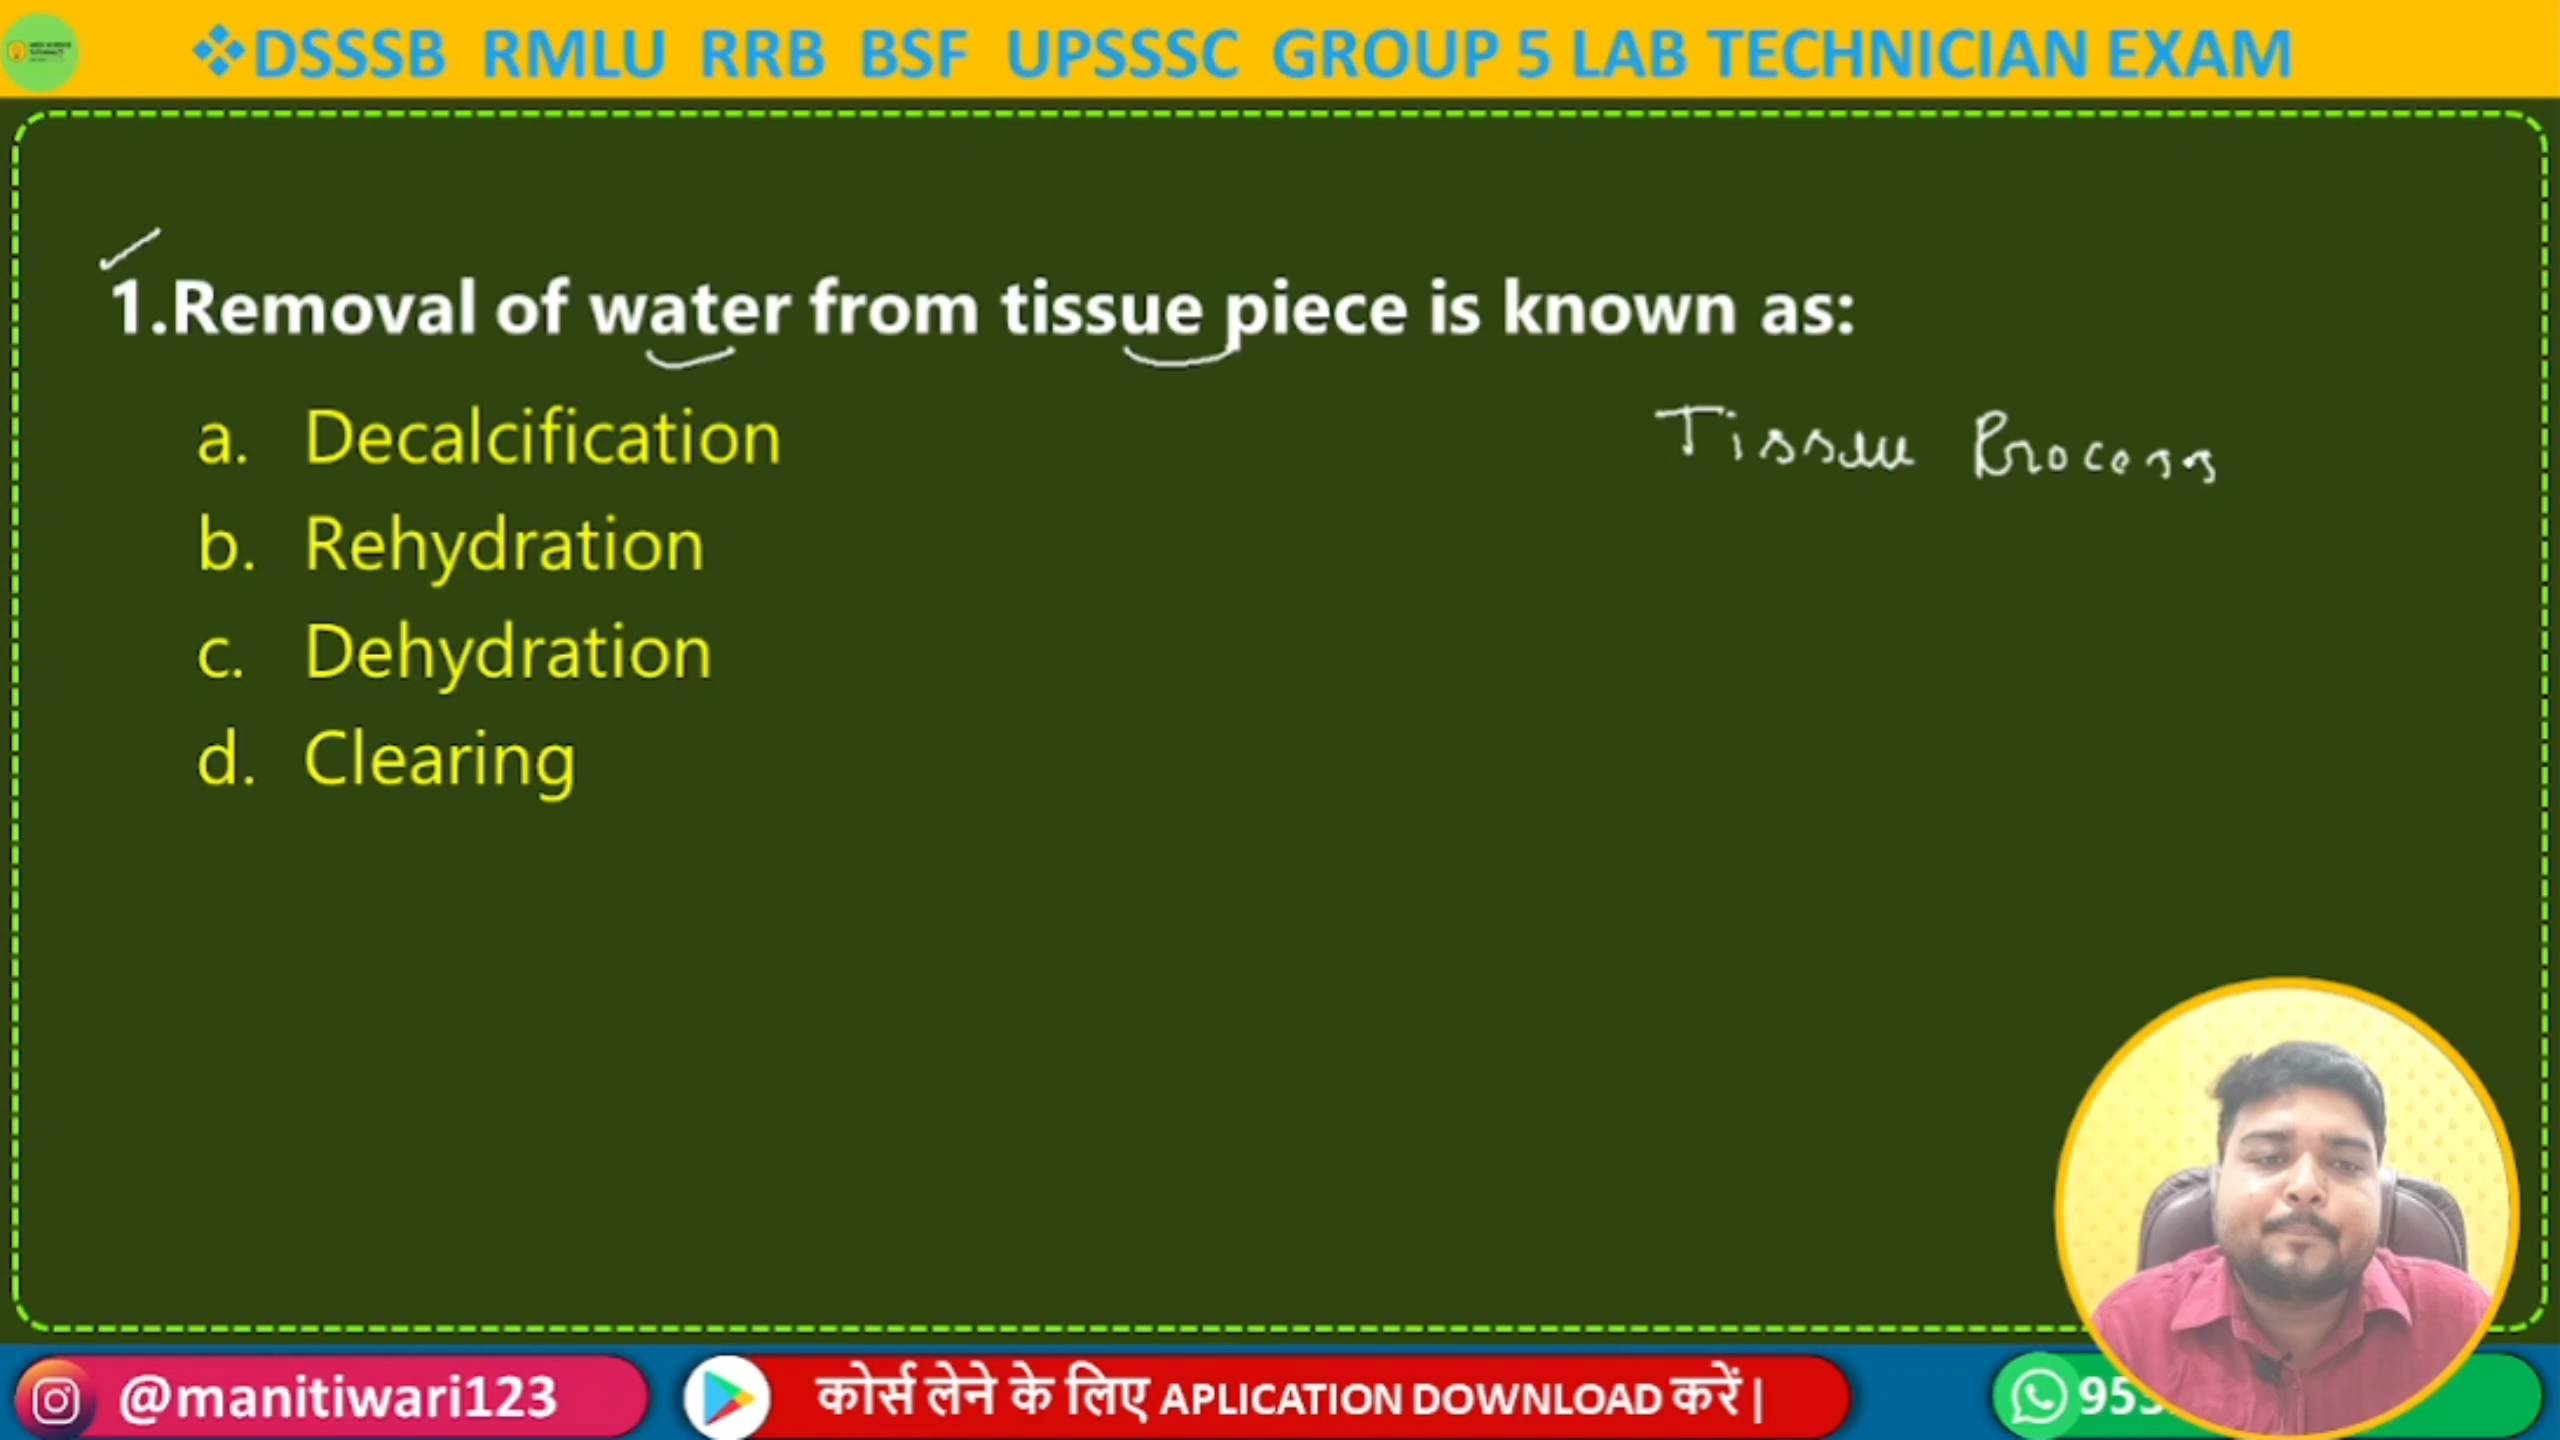 ❖DSSSB RMLU RRB BSF UPSSSC GROUP 5 LAB TECHNICIAN EXAM
1.Removal of water from tissue piece is known as:
a. Decalcification
Tissue Process
b. Rehydration
c. Dehydration
d. Clearing
@manitiwari123
कोर्स लेने के लिए APLICATION DOWNLOAD करें |